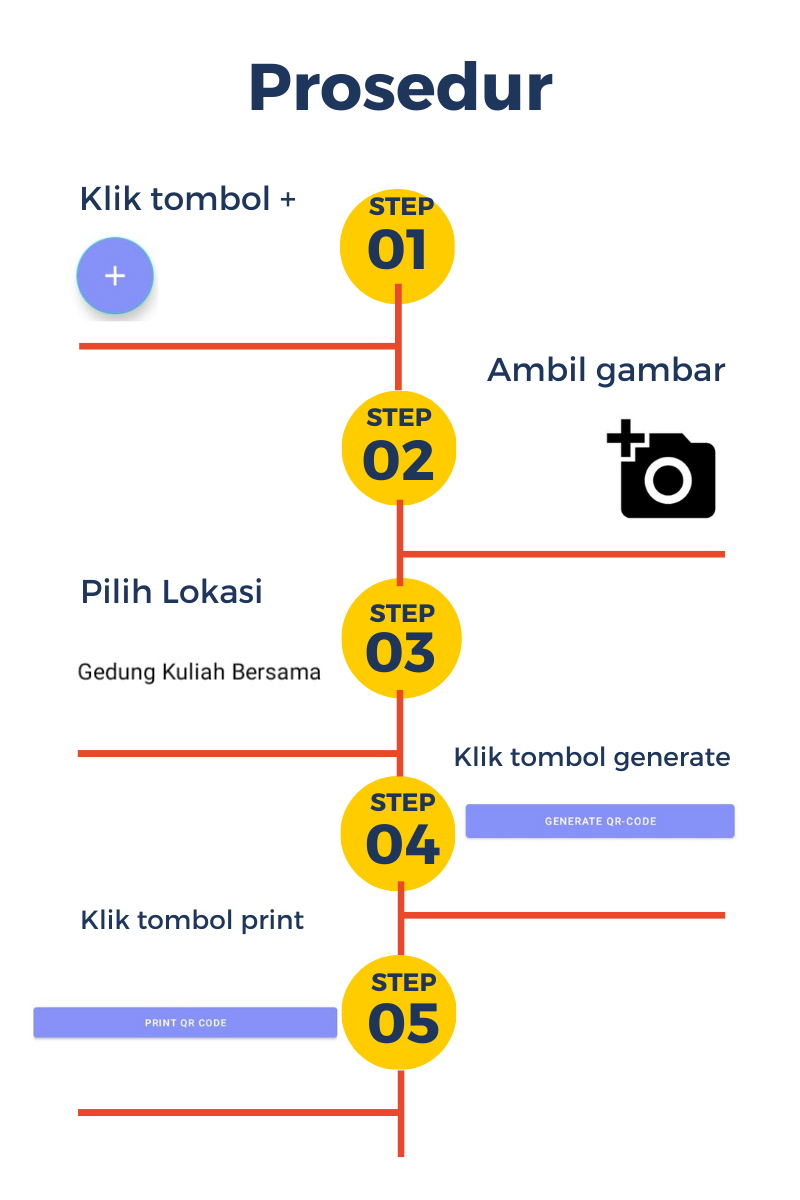 Prosedur
Klik tombol +
+
STEP
01
Ambil gambar
STEP
02
Pilih Lokasi
Gedung Kuliah Bersama
STEP
03
Klik tombol generate
GENERATE QR-CODE
STEP
04
Klik tombol print
PRINT QR CODE
STEP
05